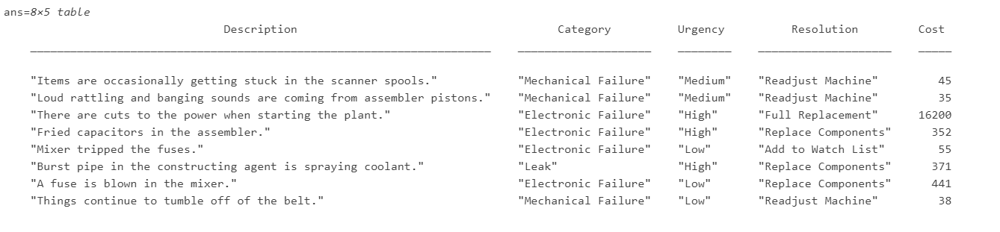 ans=8×5 table
Description Category Urgency Resolution Cost
"Items are occasionally getting stuck in the scanner spools." "Mechanical Failure" "Medium" "Readjust Machine" 45
"Loud rattling and banging sounds are coming from assembler pistons." "Mechanical Failure" "Medium" "Readjust Machine" 35
"There are cuts to the power when starting the plant." "Electronic Failure" "High" "Full Replacement" 16200
"Fried capacitors in the assembler." "Electronic Failure" "High" "Replace Components" 352
"Mixer tripped the fuses." "Electronic Failure" "Low" "Add to Watch List" 55
"Burst pipe in the constructing agent is spraying coolant." "Leak" "High" "Replace Components" 371
"A fuse is blown in the mixer." "Electronic Failure" "Low" "Replace Components" 441
"Things continue to tumble off of the belt." "Mechanical Failure" "Low" "Readjust Machine" 38